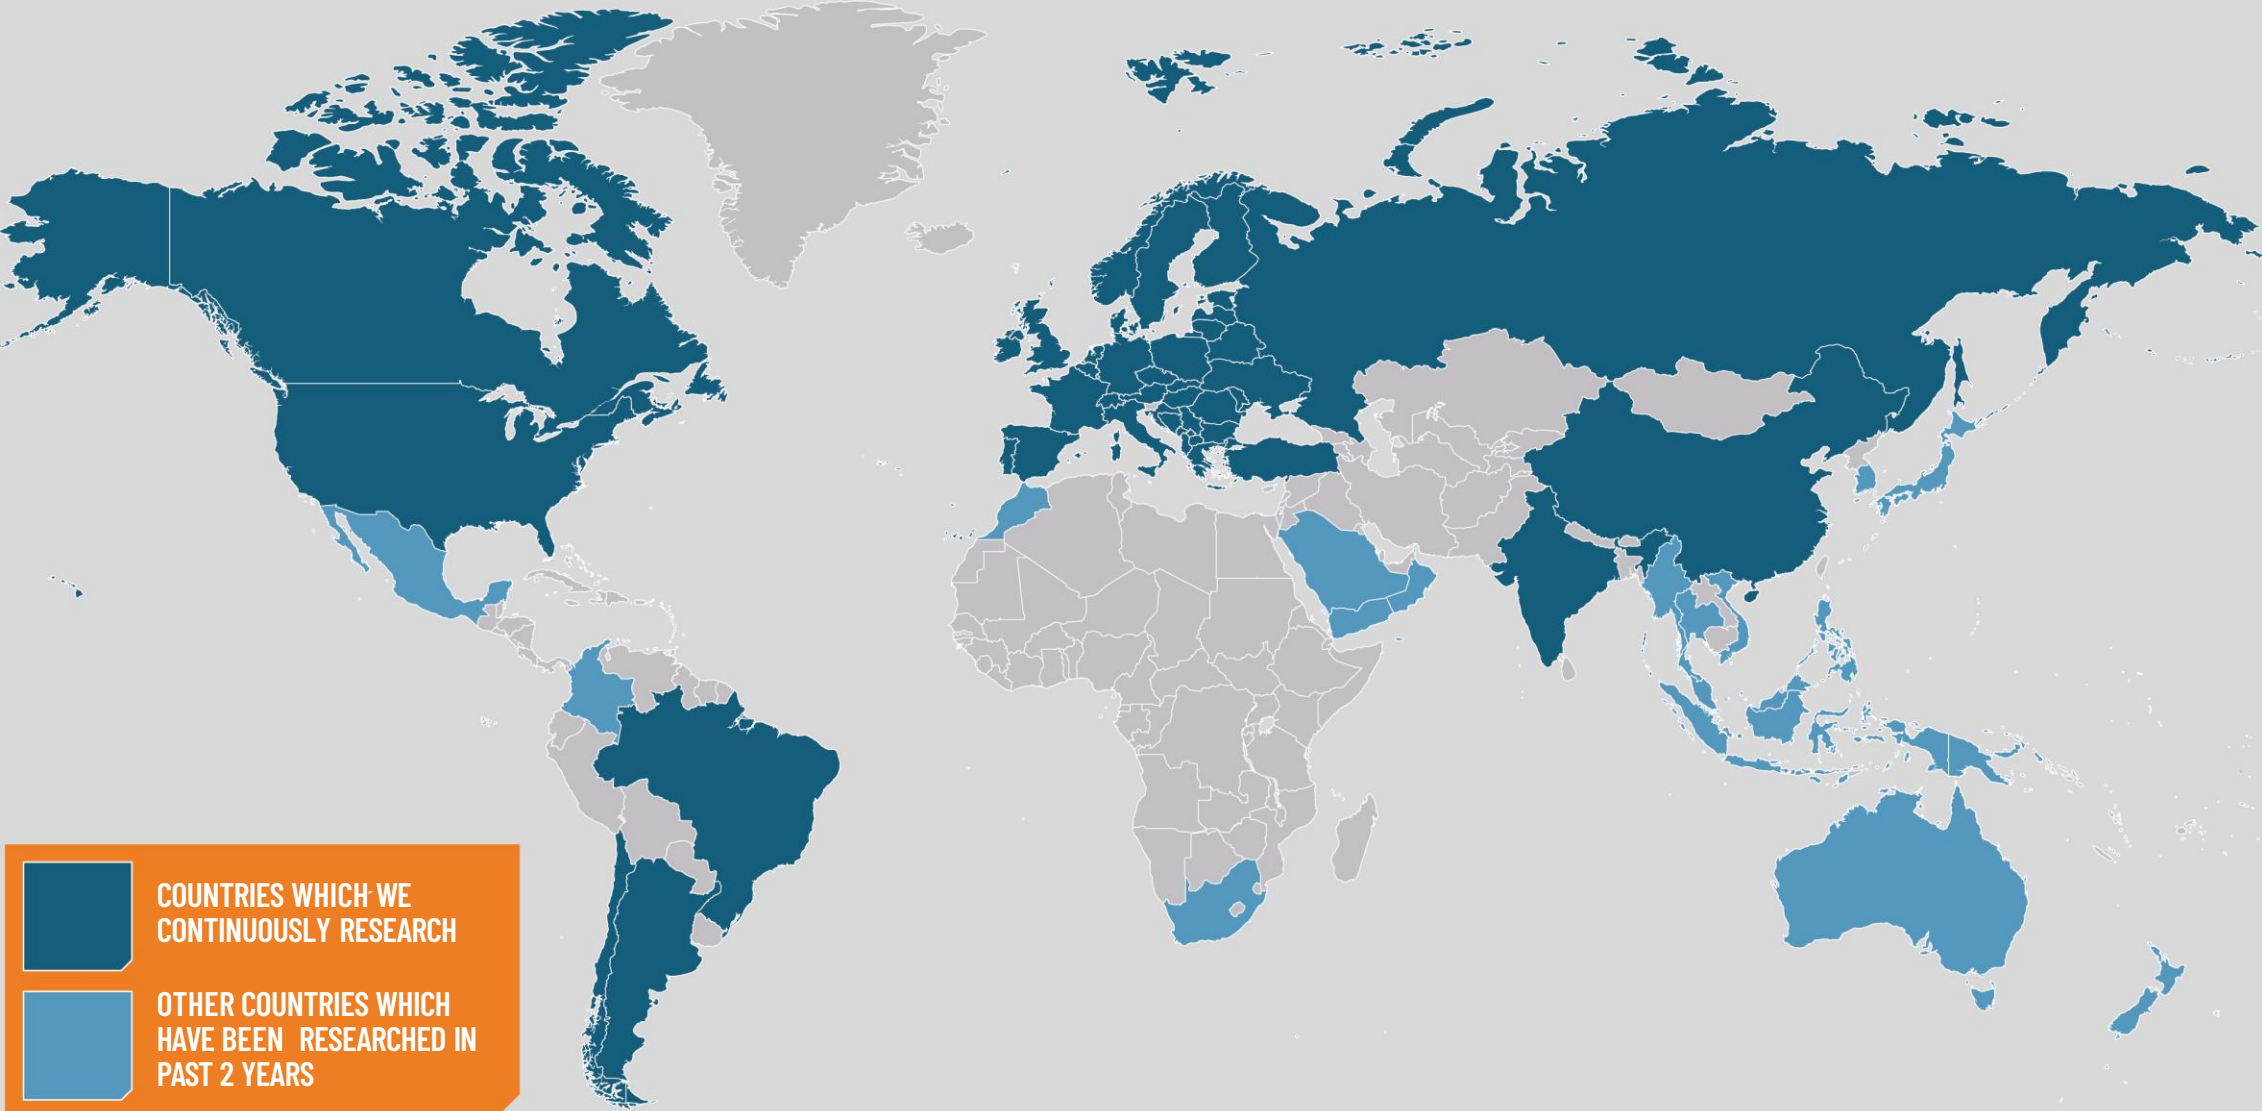 COUNTRIES WHICH WE
CONTINUOUSLY RESEARCH
OTHER COUNTRIES WHICH
HAVE BEEN RESEARCHED IN
PAST 2 YEARS